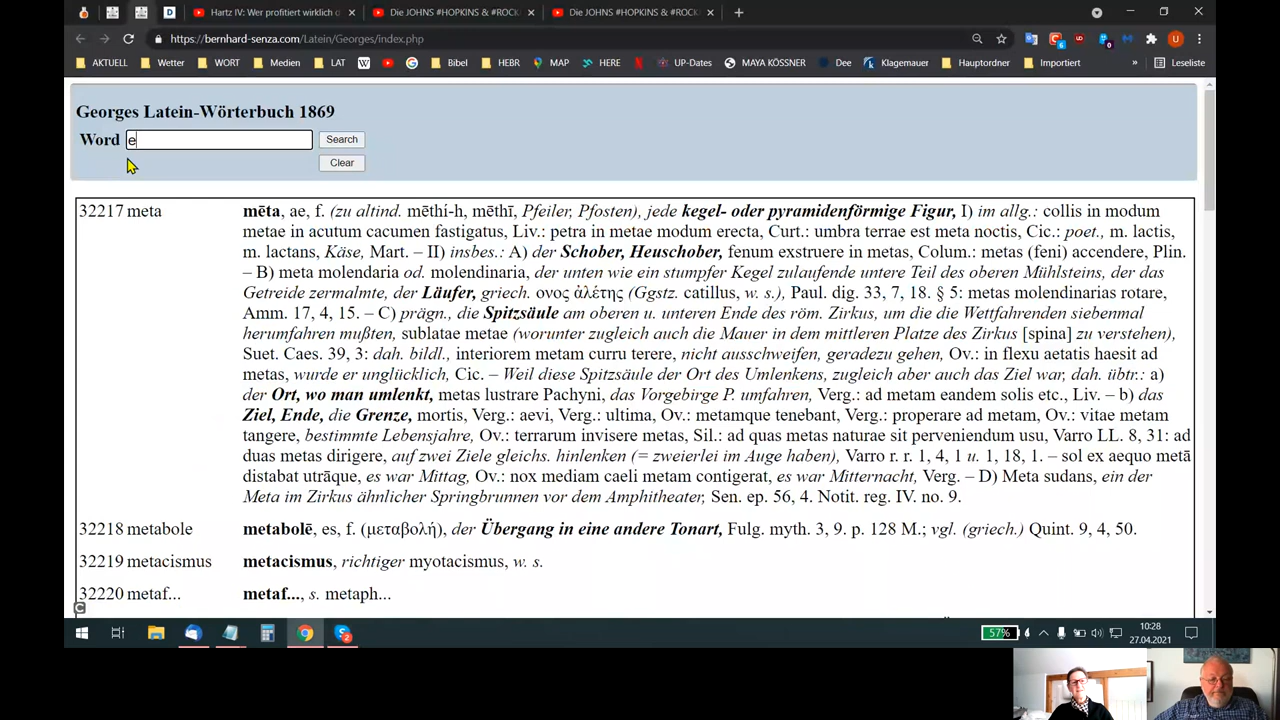 Hartz IV: Wer profitiert wirklich
Die JOHNS #HOPKINS & #ROCK
Die JOHNS #HOPKINS & #ROCK
https://bernhard-senza.com/Latein/Georges/index.php
AKTUELL Wetter WORT Medien LAT Bibel HEBR MAP HERE UP-Dates MAYA KÖSSNER Dee Klagemauer Hauptordner Importiert » Leseliste
Georges Latein-Wörterbuch 1869
Word e Search
Clear
32217 meta mēta, ae, f. (zu altind. mēthí-h, mēthī, Pfeiler, Pfosten), jede kegel- oder pyramidenförmige Figur, I) im allg.: collis in modum
metae in acutum cacumen fastigatus, Liv.: petra in metae modum erecta, Curt.: umbra terrae est meta noctis, Cic.: poet., m. lactis,
m. lactans, Käse, Mart. – II) insbes.: A) der Schober, Heuschober, fenum exstruere in metas, Colum.: metas (feni) accendere, Plin.
– B) meta molendaria od. molendinaria, der unten wie ein stumpfer Kegel zulaufende untere Teil des oberen Mühlsteins, der das
Getreide zermalmte, der Läufer, griech. ονος ἀλέτης (Ggstz. catillus, w. s.), Paul. dig. 33, 7, 18. § 5: metas molendinarias rotare,
Amm. 17, 4, 15. – C) prägn., die Spitzsäule am oberen u. unteren Ende des röm. Zirkus, um die die Wettfahrenden siebenmal
herumfahren mußten, sublatae metae (worunter zugleich auch die Mauer in dem mittleren Platze des Zirkus [spina] zu verstehen),
Suet. Caes. 39, 3: dah. bildl., interiorem metam curru terere, nicht ausschweifen, geradezu gehen, Ov.: in flexu aetatis haesit ad
metas, wurde er unglücklich, Cic. – Weil diese Spitzsäule der Ort des Umlenkens, zugleich aber auch das Ziel war, dah. übtr.: a)
der Ort, wo man umlenkt, metas lustrare Pachyni, das Vorgebirge P. umfahren, Verg.: ad metam eandem solis etc., Liv. – b) das
Ziel, Ende, die Grenze, mortis, Verg.: aevi, Verg.: ultima, Ov.: metamque tenebant, Verg.: properare ad metam, Ov.: vitae metam
tangere, bestimmte Lebensjahre, Ov.: terrarum invisere metas, Sil.: ad quas metas naturae sit perveniendum usu, Varro LL. 8, 31: ad
duas metas dirigere, auf zwei Ziele gleichs. hinlenken (= zweierlei im Auge haben), Varro r. r. 1, 4, 1 u. 1, 18, 1. – sol ex aequo metā
distabat utrāque, es war Mittag, Ov.: nox mediam caeli metam contigerat, es war Mitternacht, Verg. – D) Meta sudans, ein der
Meta im Zirkus ähnlicher Springbrunnen vor dem Amphitheater, Sen. ep. 56, 4. Notit. reg. IV. no. 9.
32218 metabole metabolē, es, f. (μεταβολή), der Übergang in eine andere Tonart, Fulg. myth. 3, 9. p. 128 M.; vgl. (griech.) Quint. 9, 4, 50.
32219 metacismus metacismus, richtiger myotacismus, w. s.
32220 metaf... metaf..., s. metaph...
57% 10:28
27.04.2021